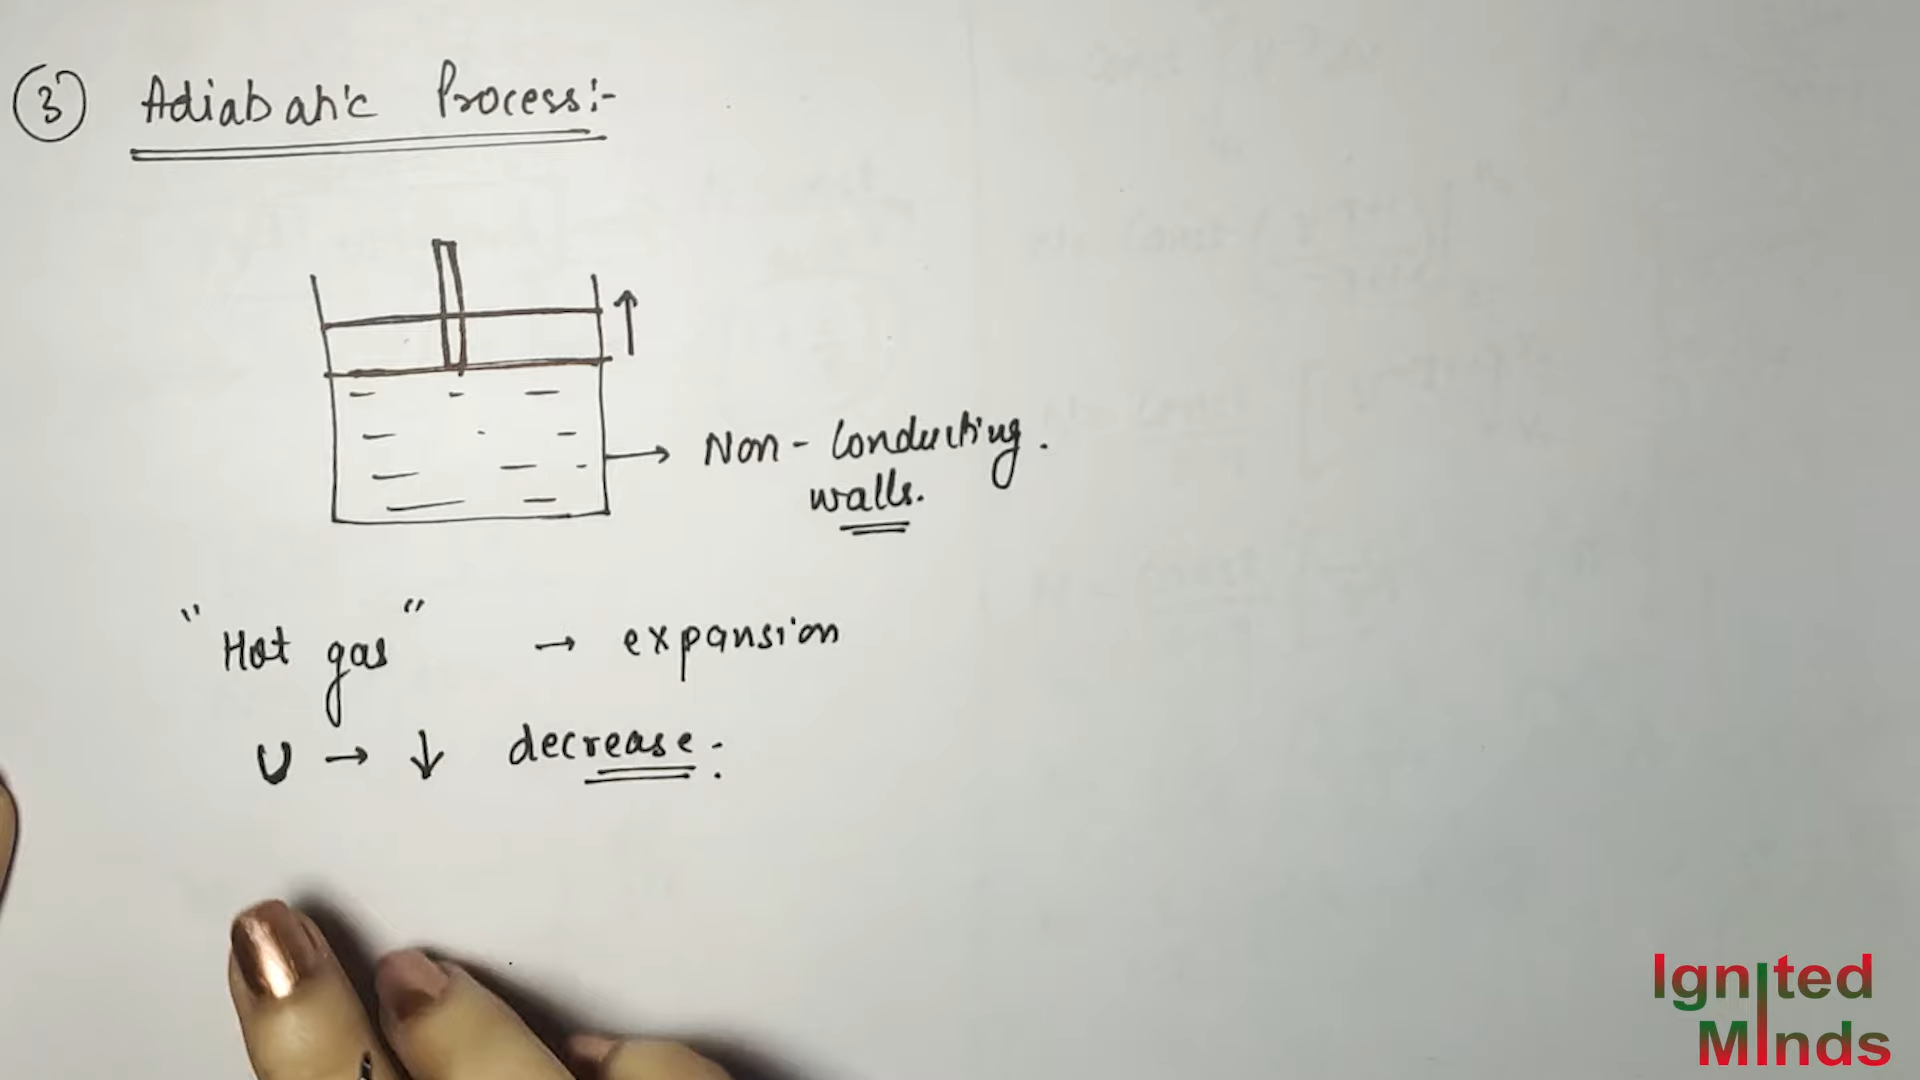 ③ Adiabatic Process:-
Non-Conducting.
walls.
"Hot gas" → expansion
U → ↓ decrease.
Ignited
Minds